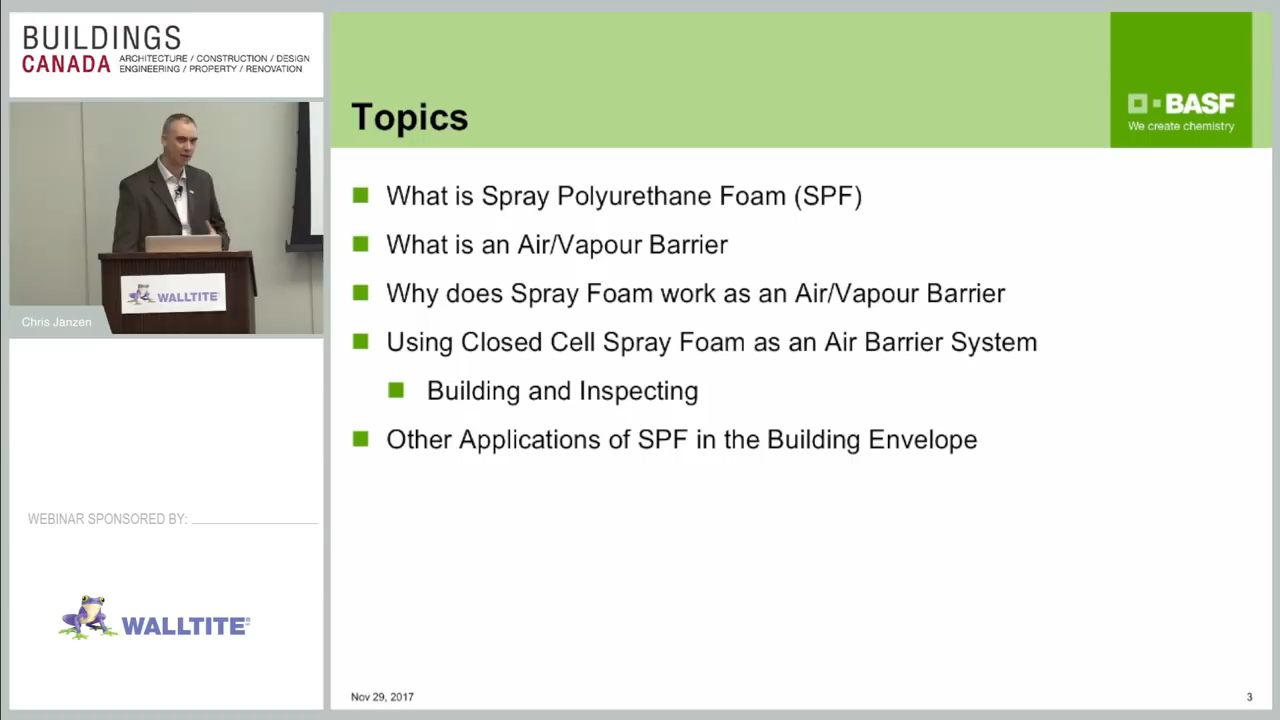 BUILDINGS
CANADA
ARCHITECTURE / CONSTRUCTION / DESIGN
ENGINEERING / PROPERTY / RENOVATION
WALLTITE
Chris Janzen
WEBINAR SPONSORED BY:
WALLTITE®
BASF
We create chemistry
Topics
What is Spray Polyurethane Foam (SPF)
What is an Air/Vapour Barrier
Why does Spray Foam work as an Air/Vapour Barrier
Using Closed Cell Spray Foam as an Air Barrier System
Building and Inspecting
Other Applications of SPF in the Building Envelope
Nov 29, 2017
3